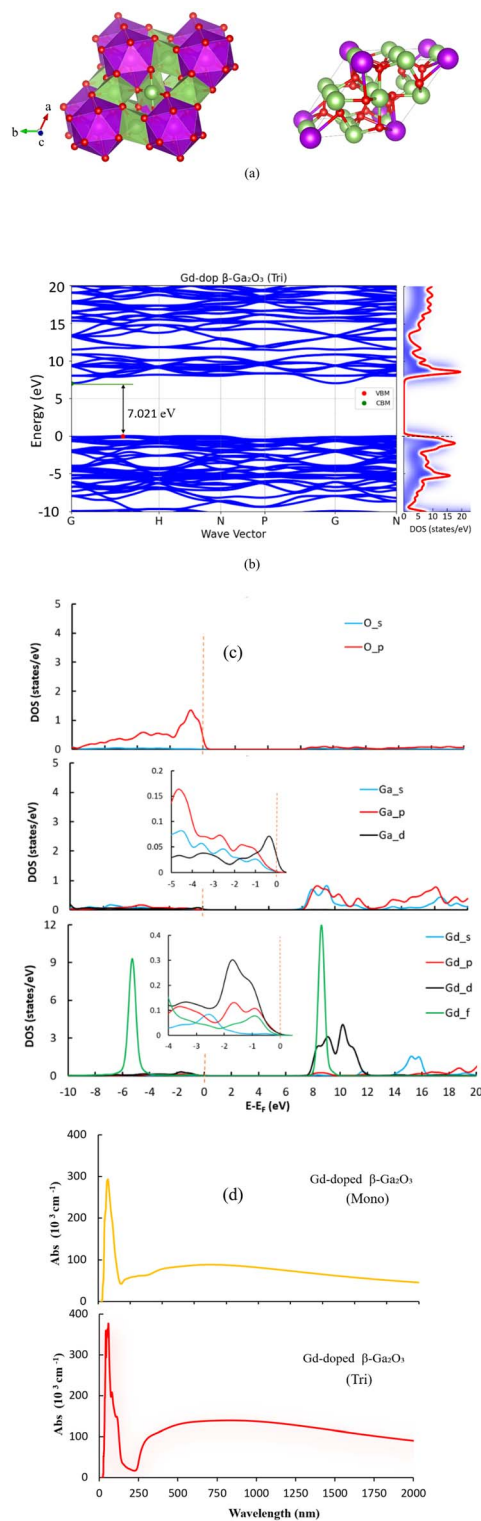 a
b
c
(a)
Gd-dop β-Ga₂O₃ (Tri)
20
15
10
5
0
-5
-10
Energy (eV)
7.021 eV
VBM
CBM
G H N P G N
Wave Vector
0 5 10 15 20
DOS (states/eV)
(b)
(c)
5
4
3
2
1
0
DOS (states/eV)
O_s
O_p
5
4
3
2
1
0
DOS (states/eV)
0.2
0.15
0.1
0.05
0
-5 -4 -3 -2 -1 0
Ga_s
Ga_p
Ga_d
12
9
6
3
0
DOS (states/eV)
0.4
0.3
0.2
0.1
0
-4 -3 -2 -1 0
Gd_s
Gd_p
Gd_d
Gd_f
-10 -8 -6 -4 -2 0 2 4 6 8 10 12 14 16 18 20
E-E_F (eV)
400
300
200
100
0
Abs (10³ cm⁻¹)
(d)
Gd-doped β-Ga₂O₃
(Mono)
400
300
200
100
0
Abs (10³ cm⁻¹)
Gd-doped β-Ga₂O₃
(Tri)
0 250 500 750 1000 1250 1500 1750 2000
Wavelength (nm)